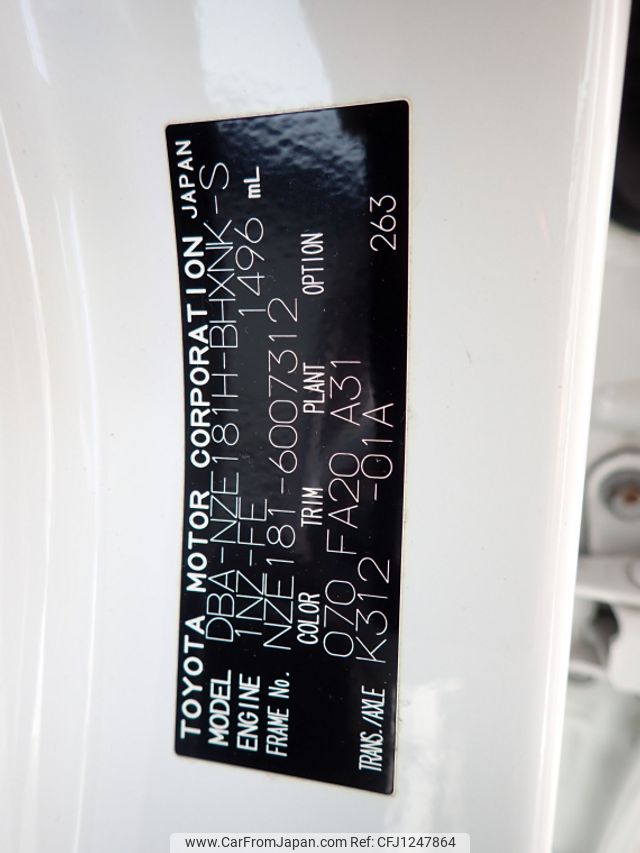 TOYOTA MOTOR CORPORATION JAPAN
MODEL DBA-NZE181H-BHXNK-S
ENGINE 1NZ-FE 1496 mL
FRAME No. NZE181-6007312
COLOR TRIM PLANT OPTION
070 FA20 A31
TRANS./AXLE K312 -01A 263
www.CarFromJapan.com Ref: CFJ1247864